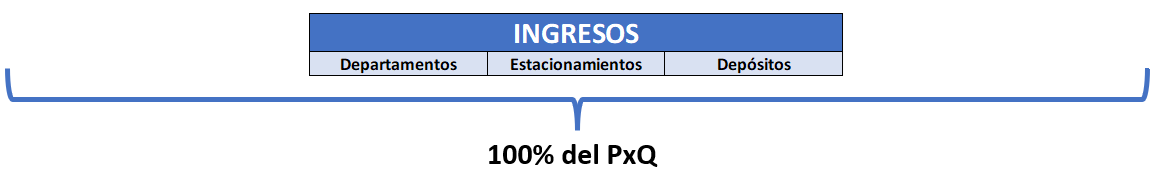 INGRESOS
Departamentos Estacionamientos Depósitos
100% del PxQ